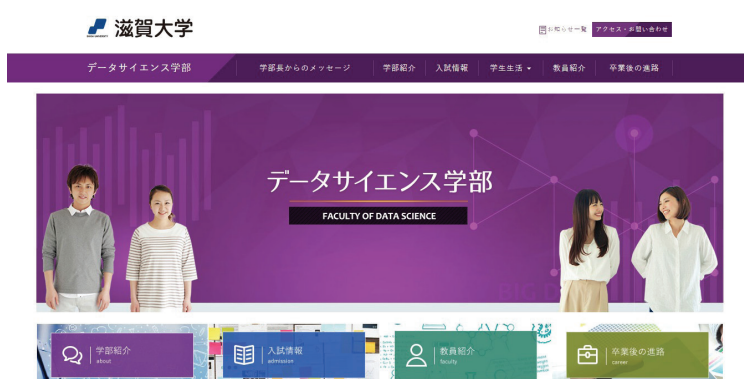 滋賀大学
お知らせ一覧
アクセス・お問い合わせ
データサイエンス学部
学部長からのメッセージ
学部紹介
入試情報
学生生活
教員紹介
卒業後の進路
データサイエンス学部
FACULTY OF DATA SCIENCE
学部紹介
about
入試情報
admission
教員紹介
faculty
卒業後の進路
career